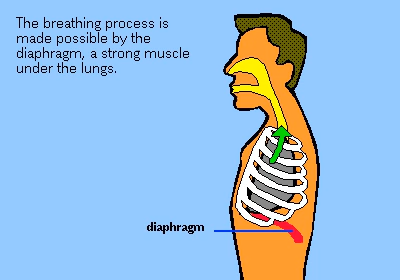 The breathing process is
made possible by the
diaphragm, a strong muscle
under the lungs.
diaphragm